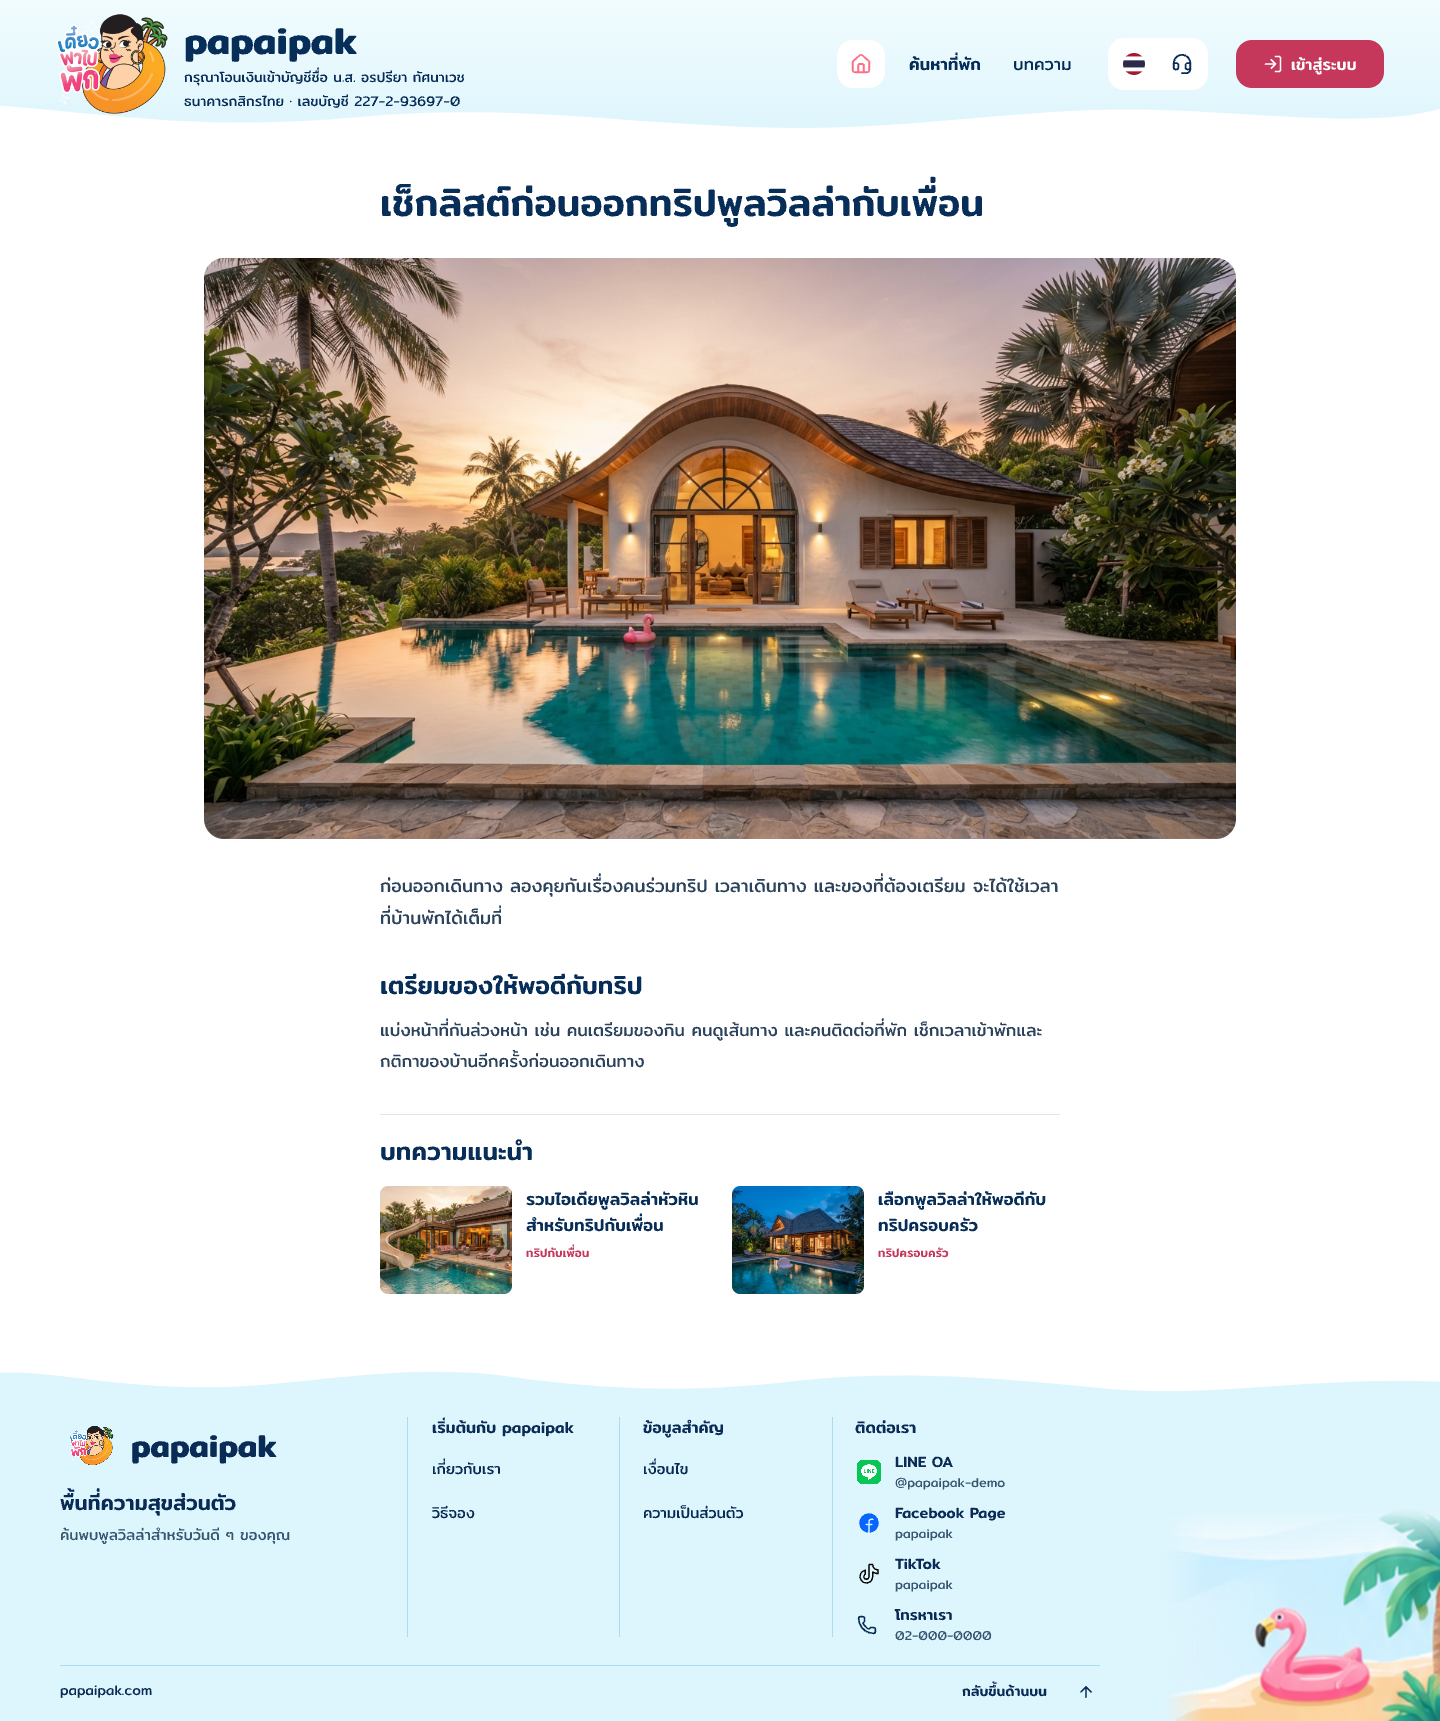 เดี๋ยว
พาไป
พัก
papaipak
กรุณาโอนเงินเข้าบัญชีชื่อ น.ส. อรปรียา ทัศนาเวช
ธนาคารกสิกรไทย · เลขบัญชี 227-2-93697-0
ค้นหาที่พัก
บทความ
เข้าสู่ระบบ
เช็กลิสต์ก่อนออกทริปพูลวิลล่ากับเพื่อน
ก่อนออกเดินทาง ลองคุยกันเรื่องคนร่วมทริป เวลาเดินทาง และของที่ต้องเตรียม จะได้ใช้เวลา
ที่บ้านพักได้เต็มที่
เตรียมของให้พอดีกับทริป
แบ่งหน้าที่กันล่วงหน้า เช่น คนเตรียมของกิน คนดูเส้นทาง และคนติดต่อที่พัก เช็กเวลาเข้าพักและ
กติกาของบ้านอีกครั้งก่อนออกเดินทาง
บทความแนะนำ
รวมไอเดียพูลวิลล่าหัวหิน
สำหรับทริปกับเพื่อน
ทริปกับเพื่อน
เลือกพูลวิลล่าให้พอดีกับ
ทริปครอบครัว
ทริปครอบครัว
เดี๋ยว
พาไป
พัก
papaipak
พื้นที่ความสุขส่วนตัว
ค้นพบพูลวิลล่าสำหรับวันดี ๆ ของคุณ
เริ่มต้นกับ papaipak
เกี่ยวกับเรา
วิธีจอง
ข้อมูลสำคัญ
เงื่อนไข
ความเป็นส่วนตัว
ติดต่อเรา
LINE
LINE OA
@papaipak-demo
Facebook Page
papaipak
TikTok
papaipak
โทรหาเรา
02-000-0000
papaipak.com
กลับขึ้นด้านบน